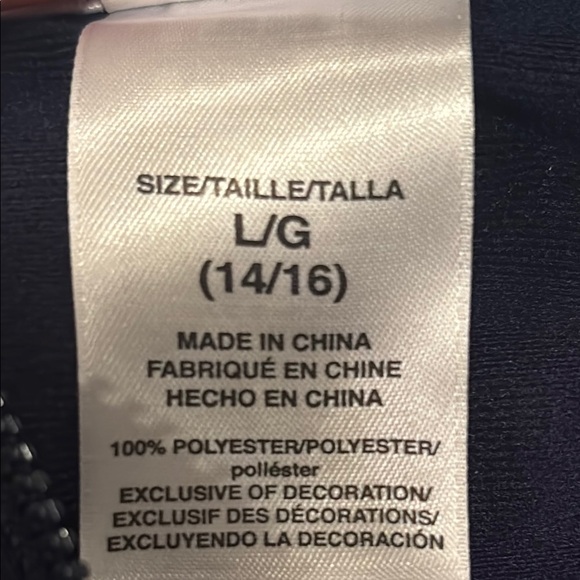 SIZE/TAILLE/TALLA
L/G
(14/16)
MADE IN CHINA
FABRIQUÉ EN CHINE
HECHO EN CHINA
100% POLYESTER/POLYESTER/
poliéster
EXCLUSIVE OF DECORATION/
EXCLUSIF DES DÉCORATIONS/
EXCLUYENDO LA DECORACIÓN